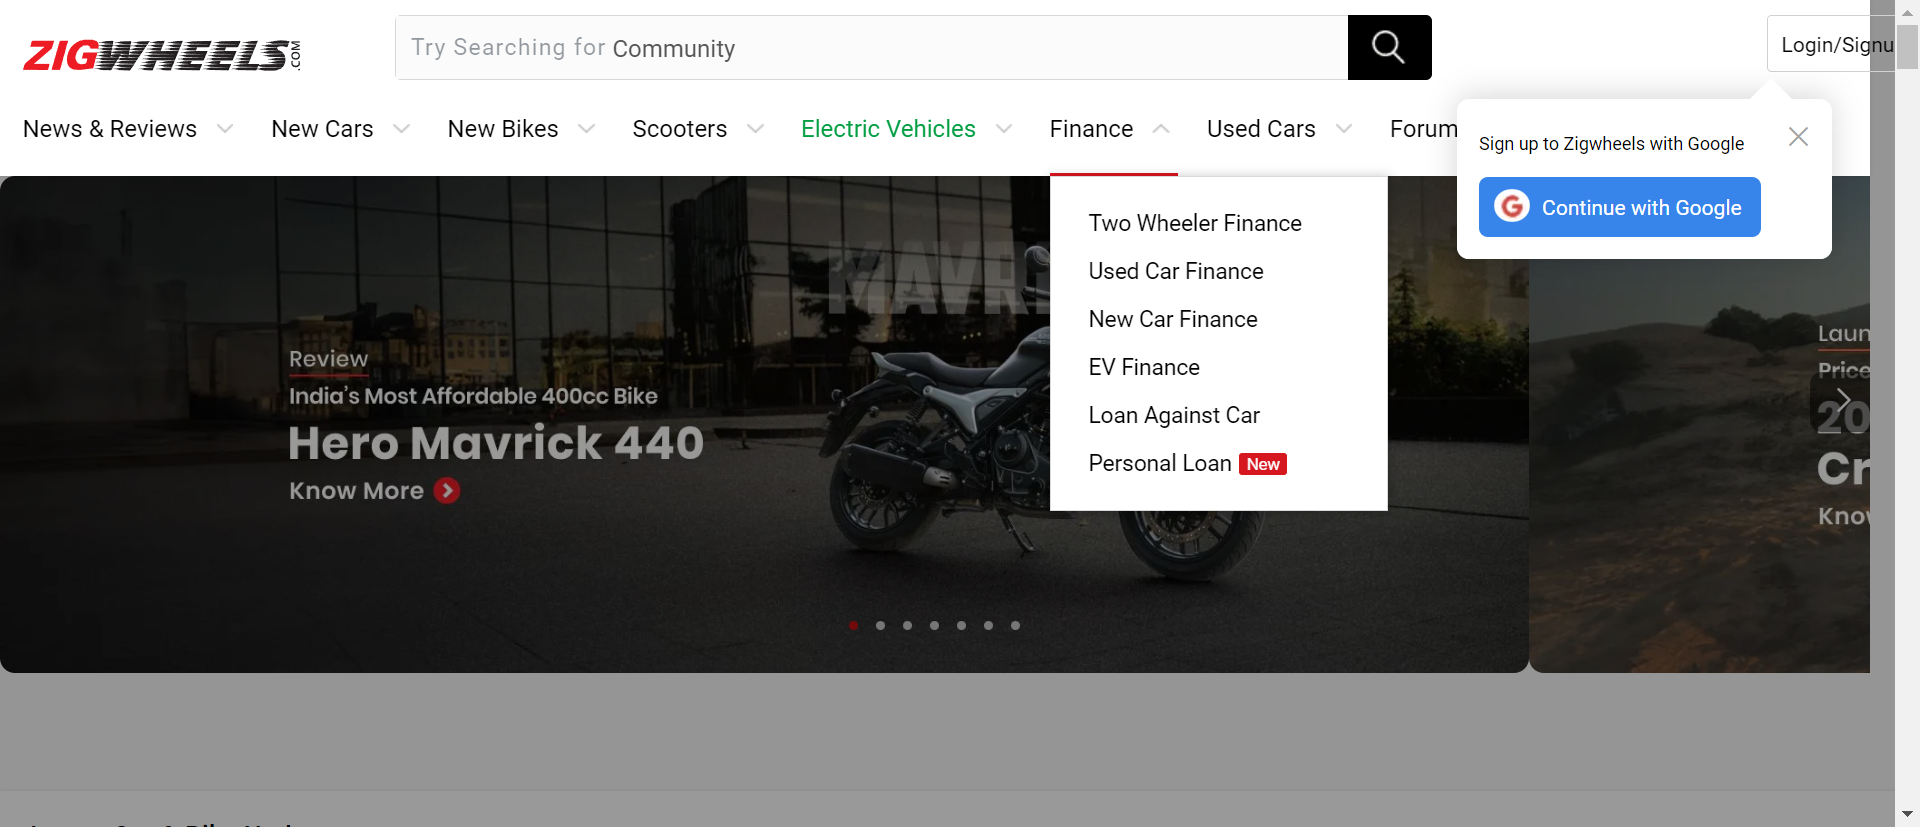 ZIGWHEELS.COM
Try Searching for Community
Login/Signu
News & Reviews
New Cars
New Bikes
Scooters
Electric Vehicles
Finance
Used Cars
Forum
Sign up to Zigwheels with Google
Continue with Google
Two Wheeler Finance
Used Car Finance
New Car Finance
EV Finance
Loan Against Car
Personal Loan New
MAVR
Review
India's Most Affordable 400cc Bike
Hero Mavrick 440
Know More
Laun
Price
20
Cr
Know